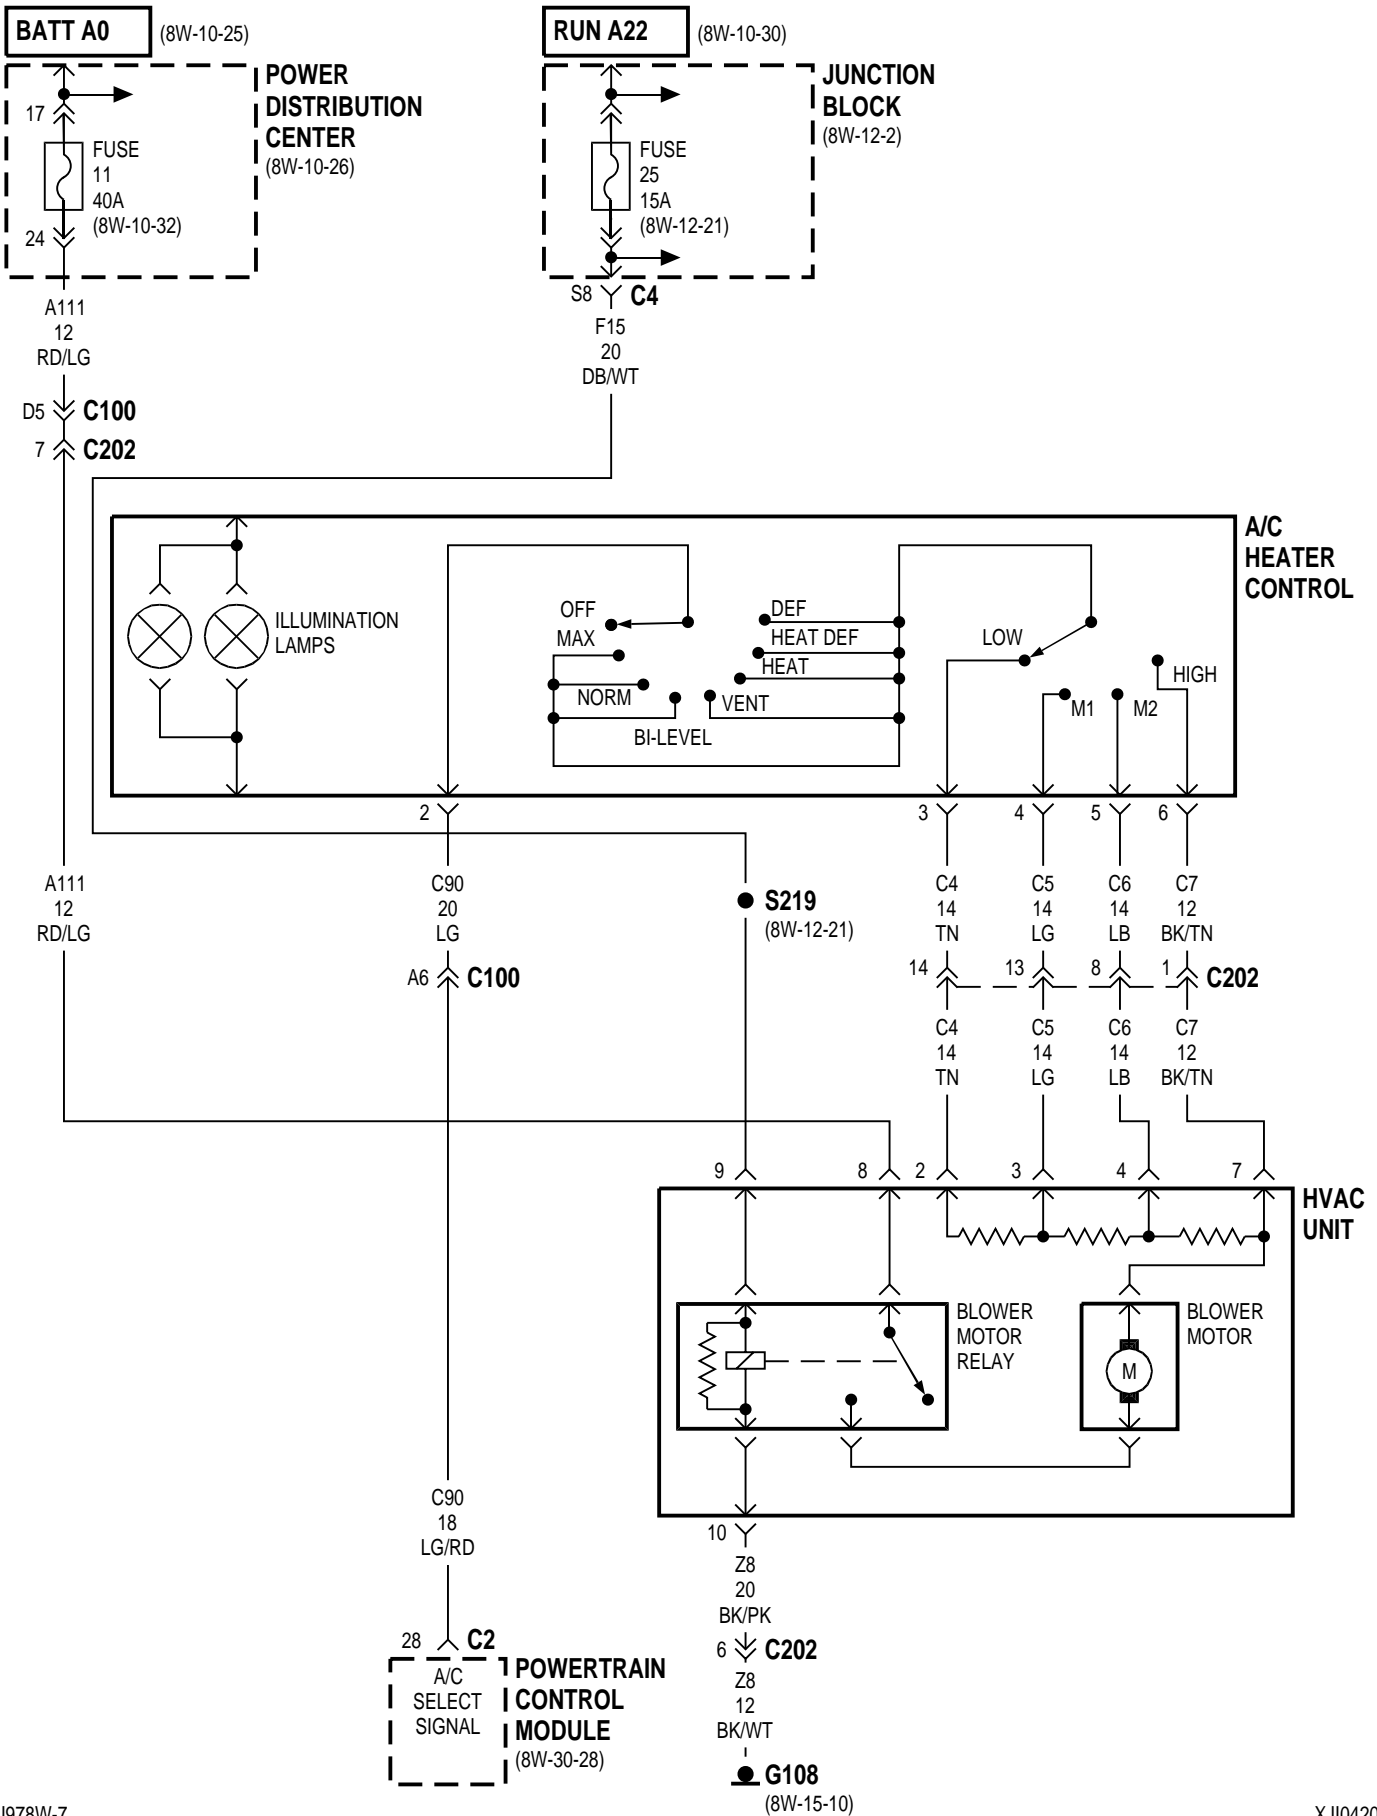 BATT A0
(8W-10-25)
RUN A22
(8W-10-30)
POWER
DISTRIBUTION
CENTER
(8W-10-26)
17
FUSE
11
40A
(8W-10-32)
24
JUNCTION
BLOCK
(8W-12-2)
FUSE
25
15A
(8W-12-21)
S8
C4
A111
12
RD/LG
F15
20
DB/WT
D5
C100
7
C202
A/C
HEATER
CONTROL
ILLUMINATION
LAMPS
OFF
MAX
NORM
BI-LEVEL
DEF
HEAT DEF
HEAT
VENT
LOW
M1
M2
HIGH
2
3
4
5
6
A111
12
RD/LG
C90
20
LG
S219
(8W-12-21)
C4
14
TN
C5
14
LG
C6
14
LB
C7
12
BK/TN
A6
C100
14
13
8
1
C202
C4
14
TN
C5
14
LG
C6
14
LB
C7
12
BK/TN
9
8
2
3
4
7
HVAC
UNIT
BLOWER
MOTOR
RELAY
BLOWER
MOTOR
M
C90
18
LG/RD
10
Z8
20
BK/PK
6
C202
Z8
12
BK/WT
G108
(8W-15-10)
28
C2
A/C
SELECT
SIGNAL
POWERTRAIN
CONTROL
MODULE
(8W-30-28)